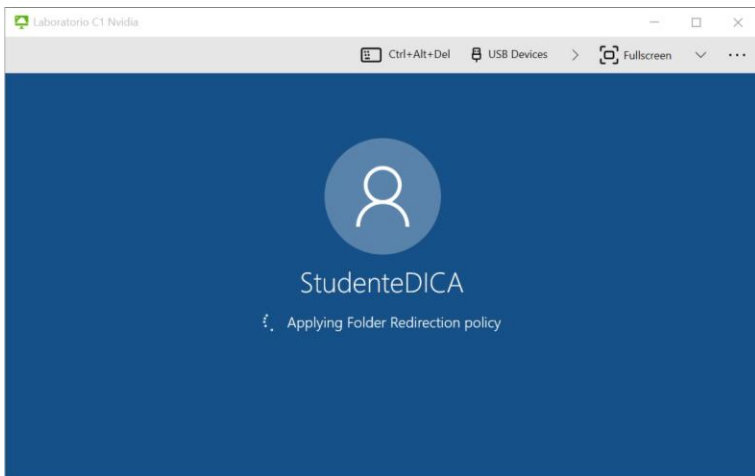 Laboratorio C1 Nvidia
Ctrl+Alt+Del USB Devices Fullscreen
StudenteDICA
Applying Folder Redirection policy